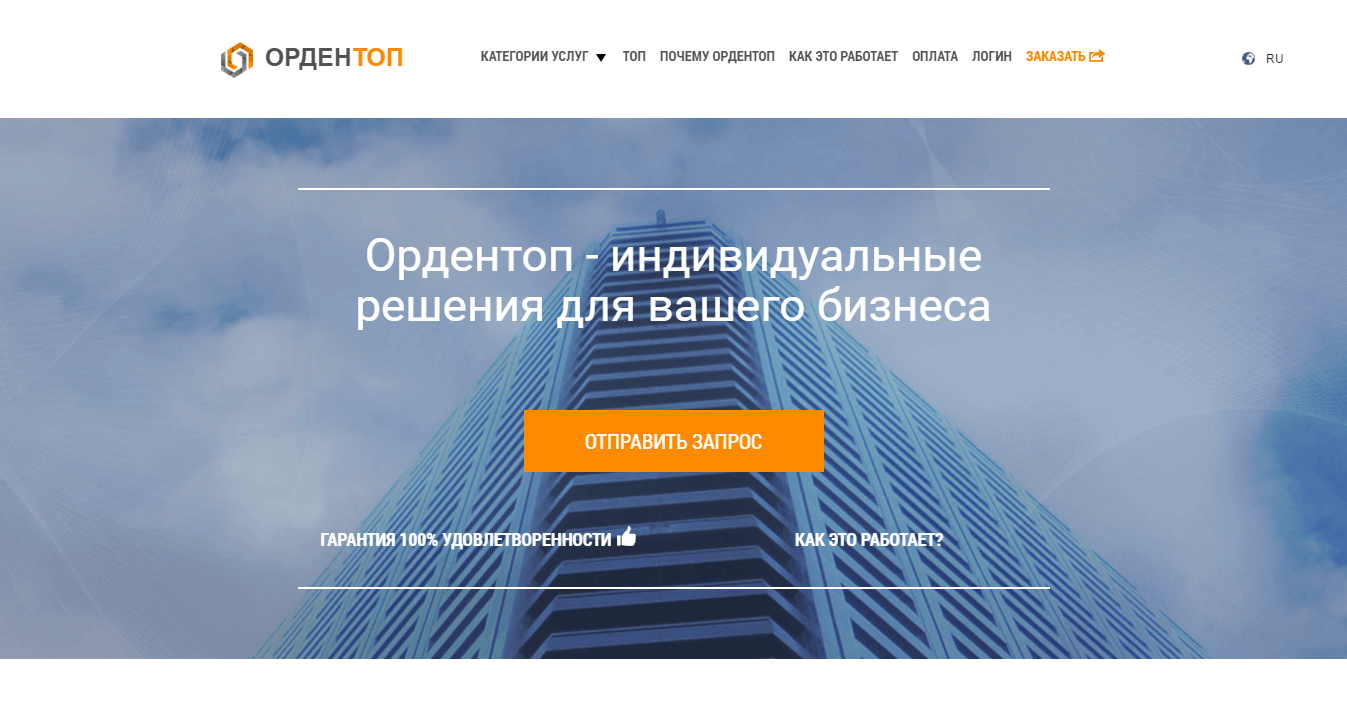 ОРДЕНТОП
КАТЕГОРИИ УСЛУГ ТОП ПОЧЕМУ ОРДЕНТОП КАК ЭТО РАБОТАЕТ ОПЛАТА ЛОГИН ЗАКАЗАТЬ
RU
Ордентоп - индивидуальные
решения для вашего бизнеса
ОТПРАВИТЬ ЗАПРОС
ГАРАНТИЯ 100% УДОВЛЕТВОРЕННОСТИ
КАК ЭТО РАБОТАЕТ?